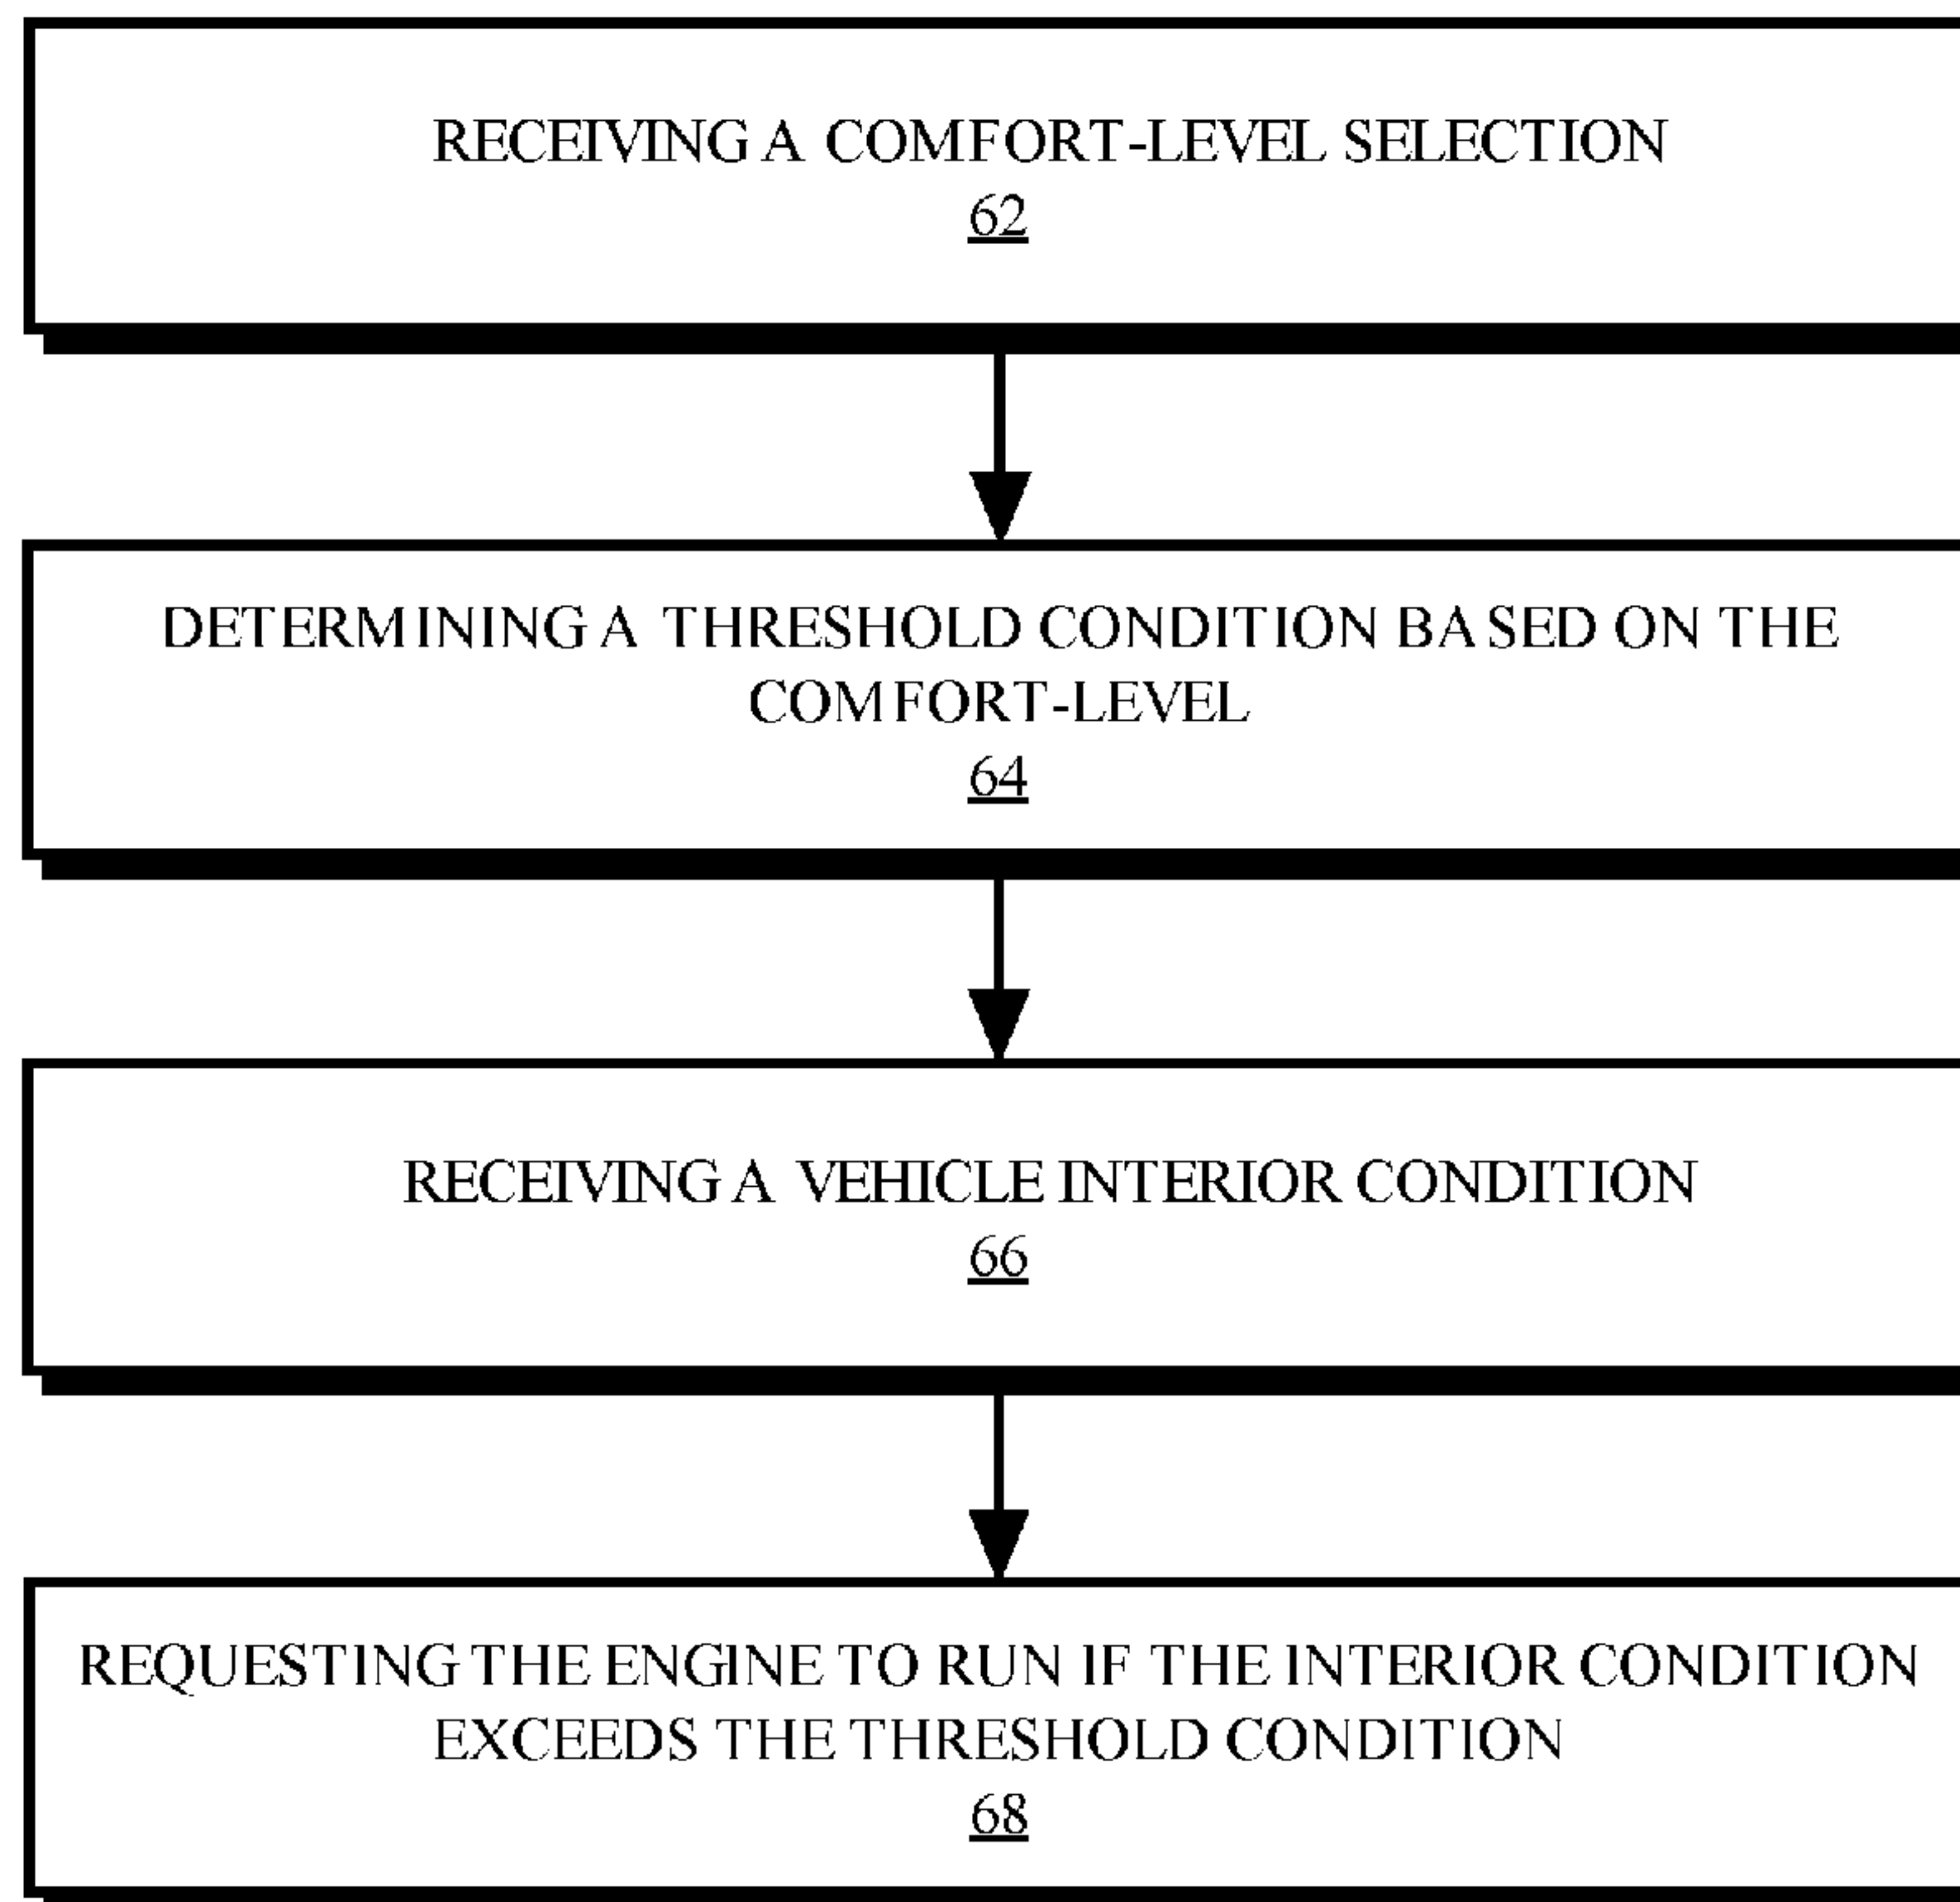 RECEIVING A COMFORT-LEVEL SELECTION
62
DETERMINING A THRESHOLD CONDITION BASED ON THE
COMFORT-LEVEL
64
RECEIVING A VEHICLE INTERIOR CONDITION
66
REQUESTING THE ENGINE TO RUN IF THE INTERIOR CONDITION
EXCEEDS THE THRESHOLD CONDITION
68